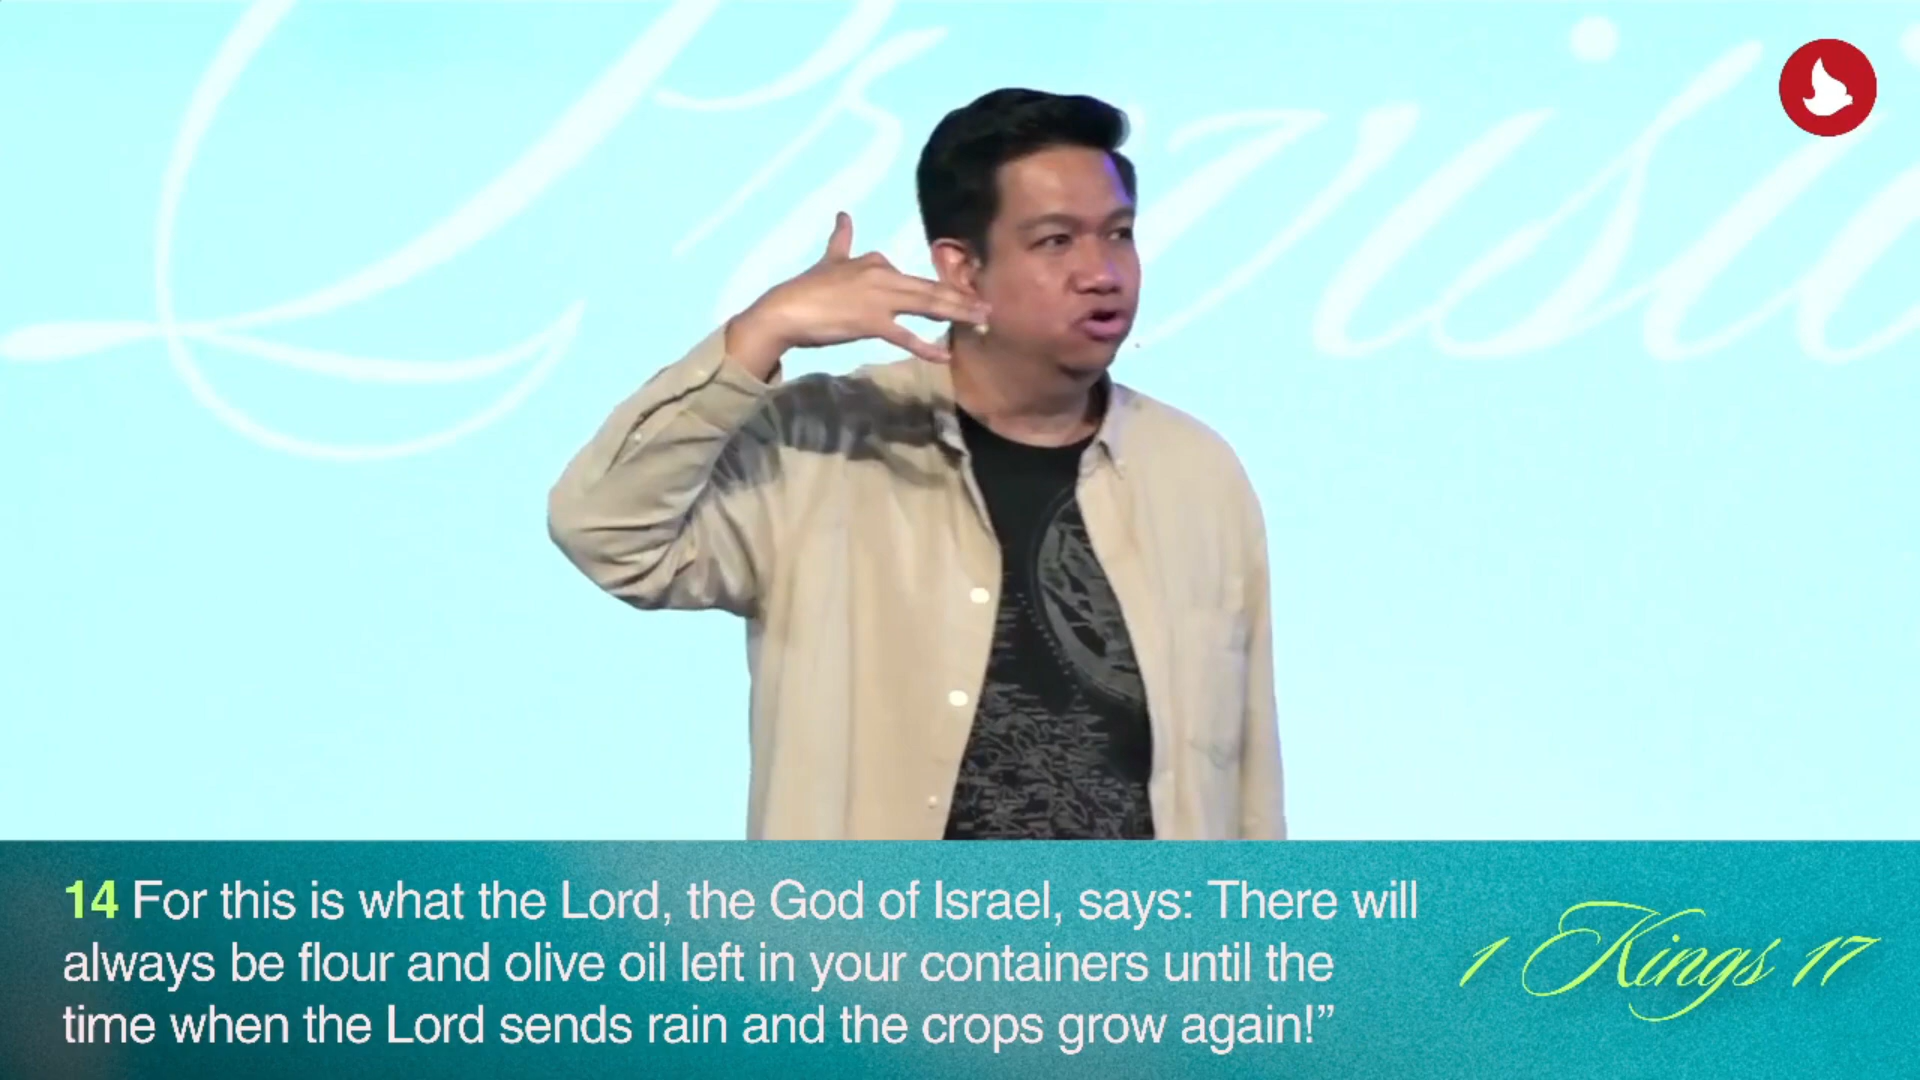 Provisi
14 For this is what the Lord, the God of Israel, says: There will
always be flour and olive oil left in your containers until the
time when the Lord sends rain and the crops grow again!”
1 Kings 17